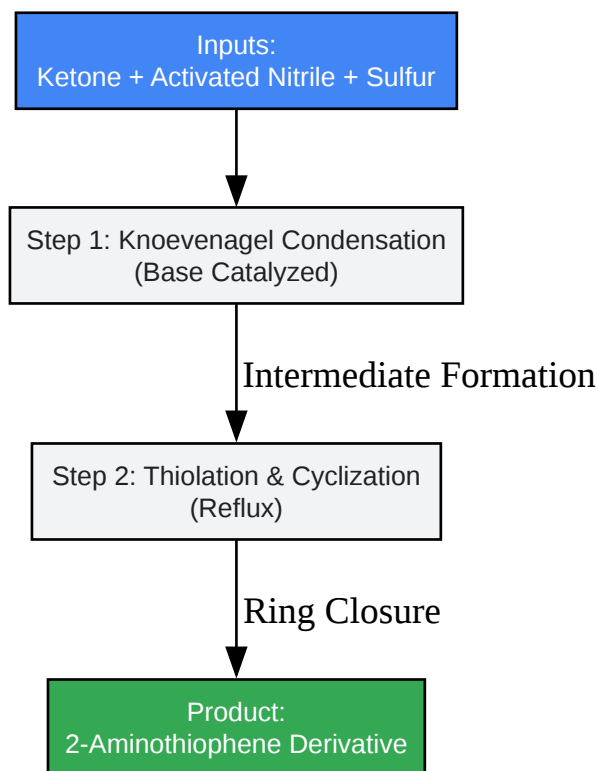 Inputs:
Ketone + Activated Nitrile + Sulfur
Step 1: Knoevenagel Condensation
(Base Catalyzed)
Intermediate Formation
Step 2: Thiolation & Cyclization
(Reflux)
Ring Closure
Product:
2-Aminothiophene Derivative